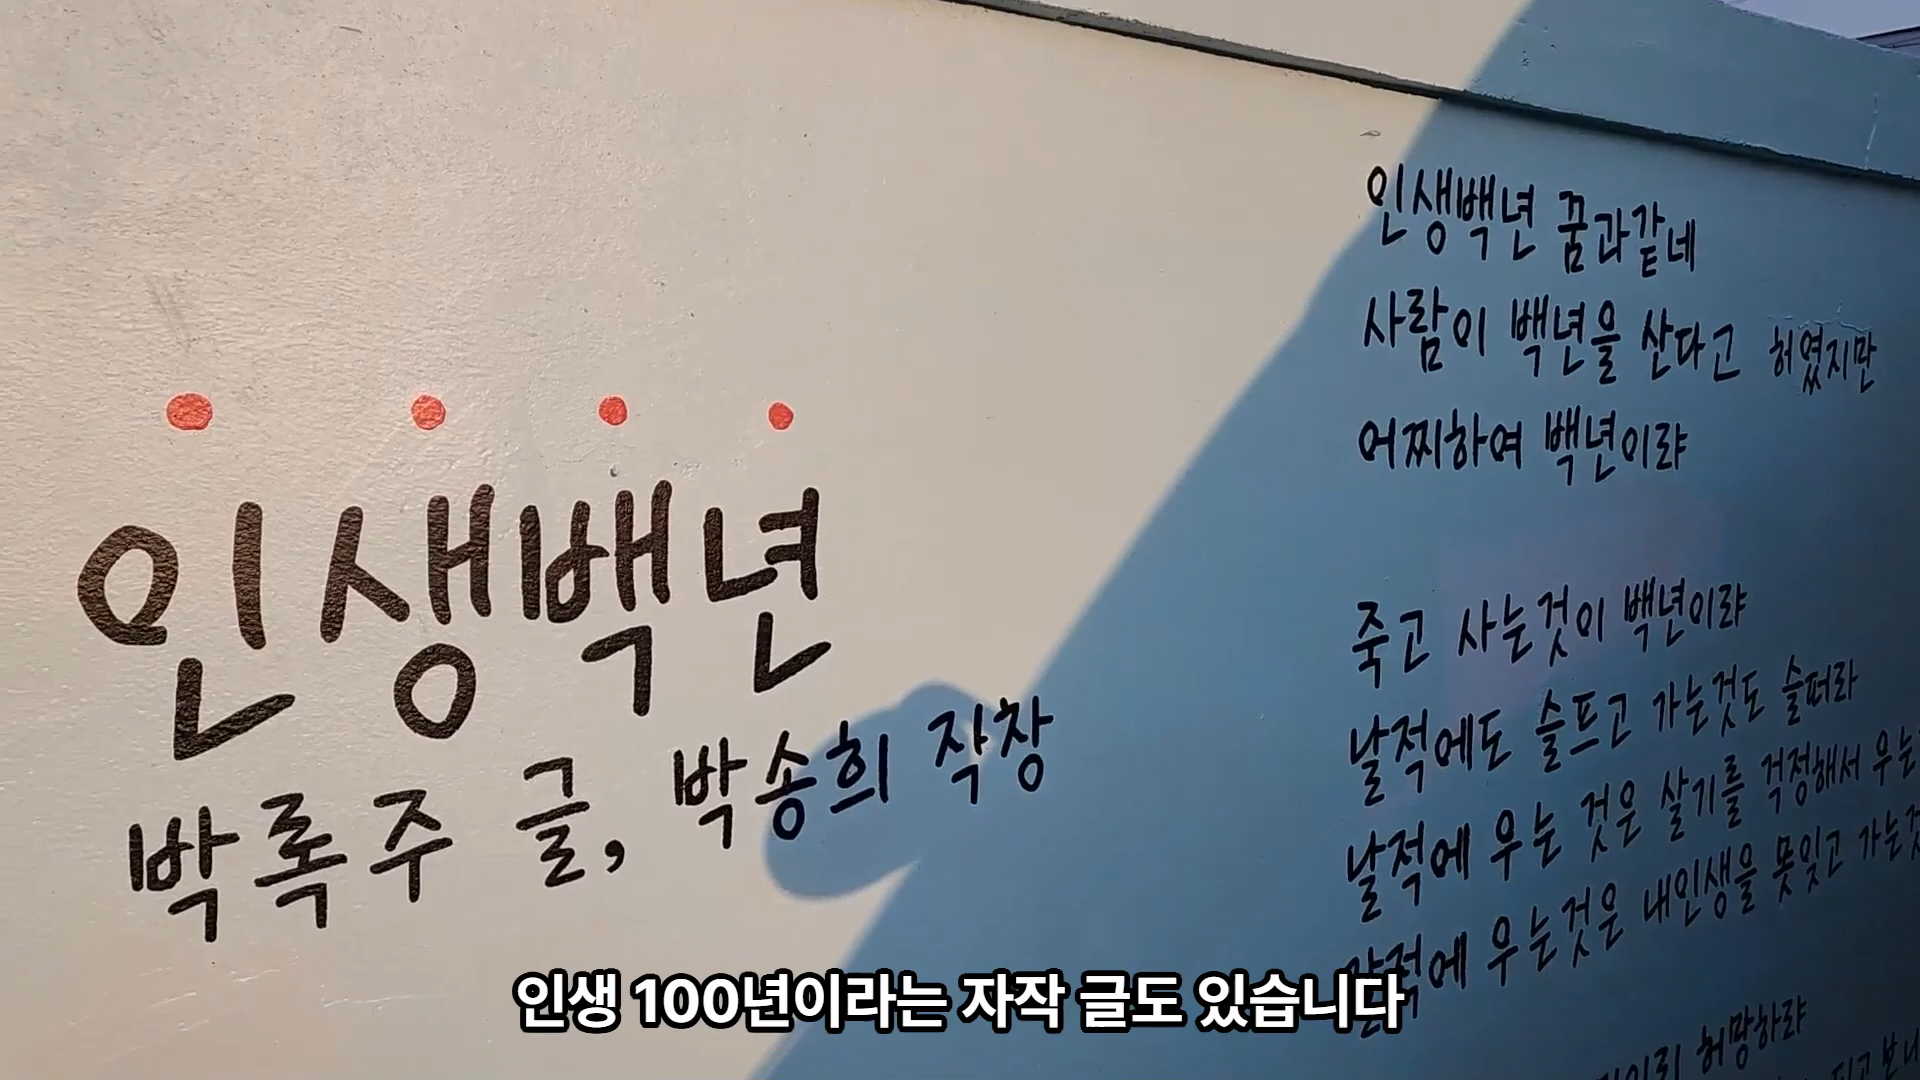 인생백년
박록주 글, 박송희 작창
인생백년 꿈과같네
사람이 백년을 산다고 허였지만
어찌하여 백년이랴
죽고 사는것이 백년이랴
날적에도 슬프고 가는것도 슬퍼라
날적에 우는 것은 살기를 걱정해서 우는
날적에 우는것은 내인생을 못잊고 가는것
허망하랴
인생 100년이라는 자작 글도 있습니다